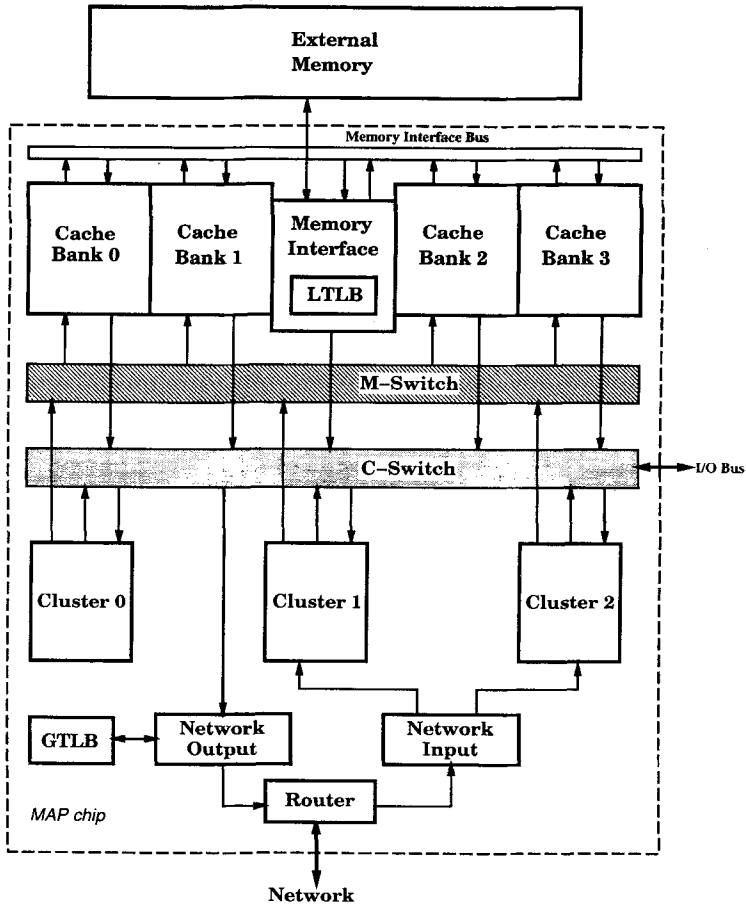 External
Memory
Memory Interface Bus
Cache
Bank 0
Cache
Bank 1
Memory
Interface
LTLB
Cache
Bank 2
Cache
Bank 3
M–Switch
C–Switch
I/O Bus
Cluster 0
Cluster 1
Cluster 2
GTLB
Network
Output
Network
Input
Router
MAP chip
Network